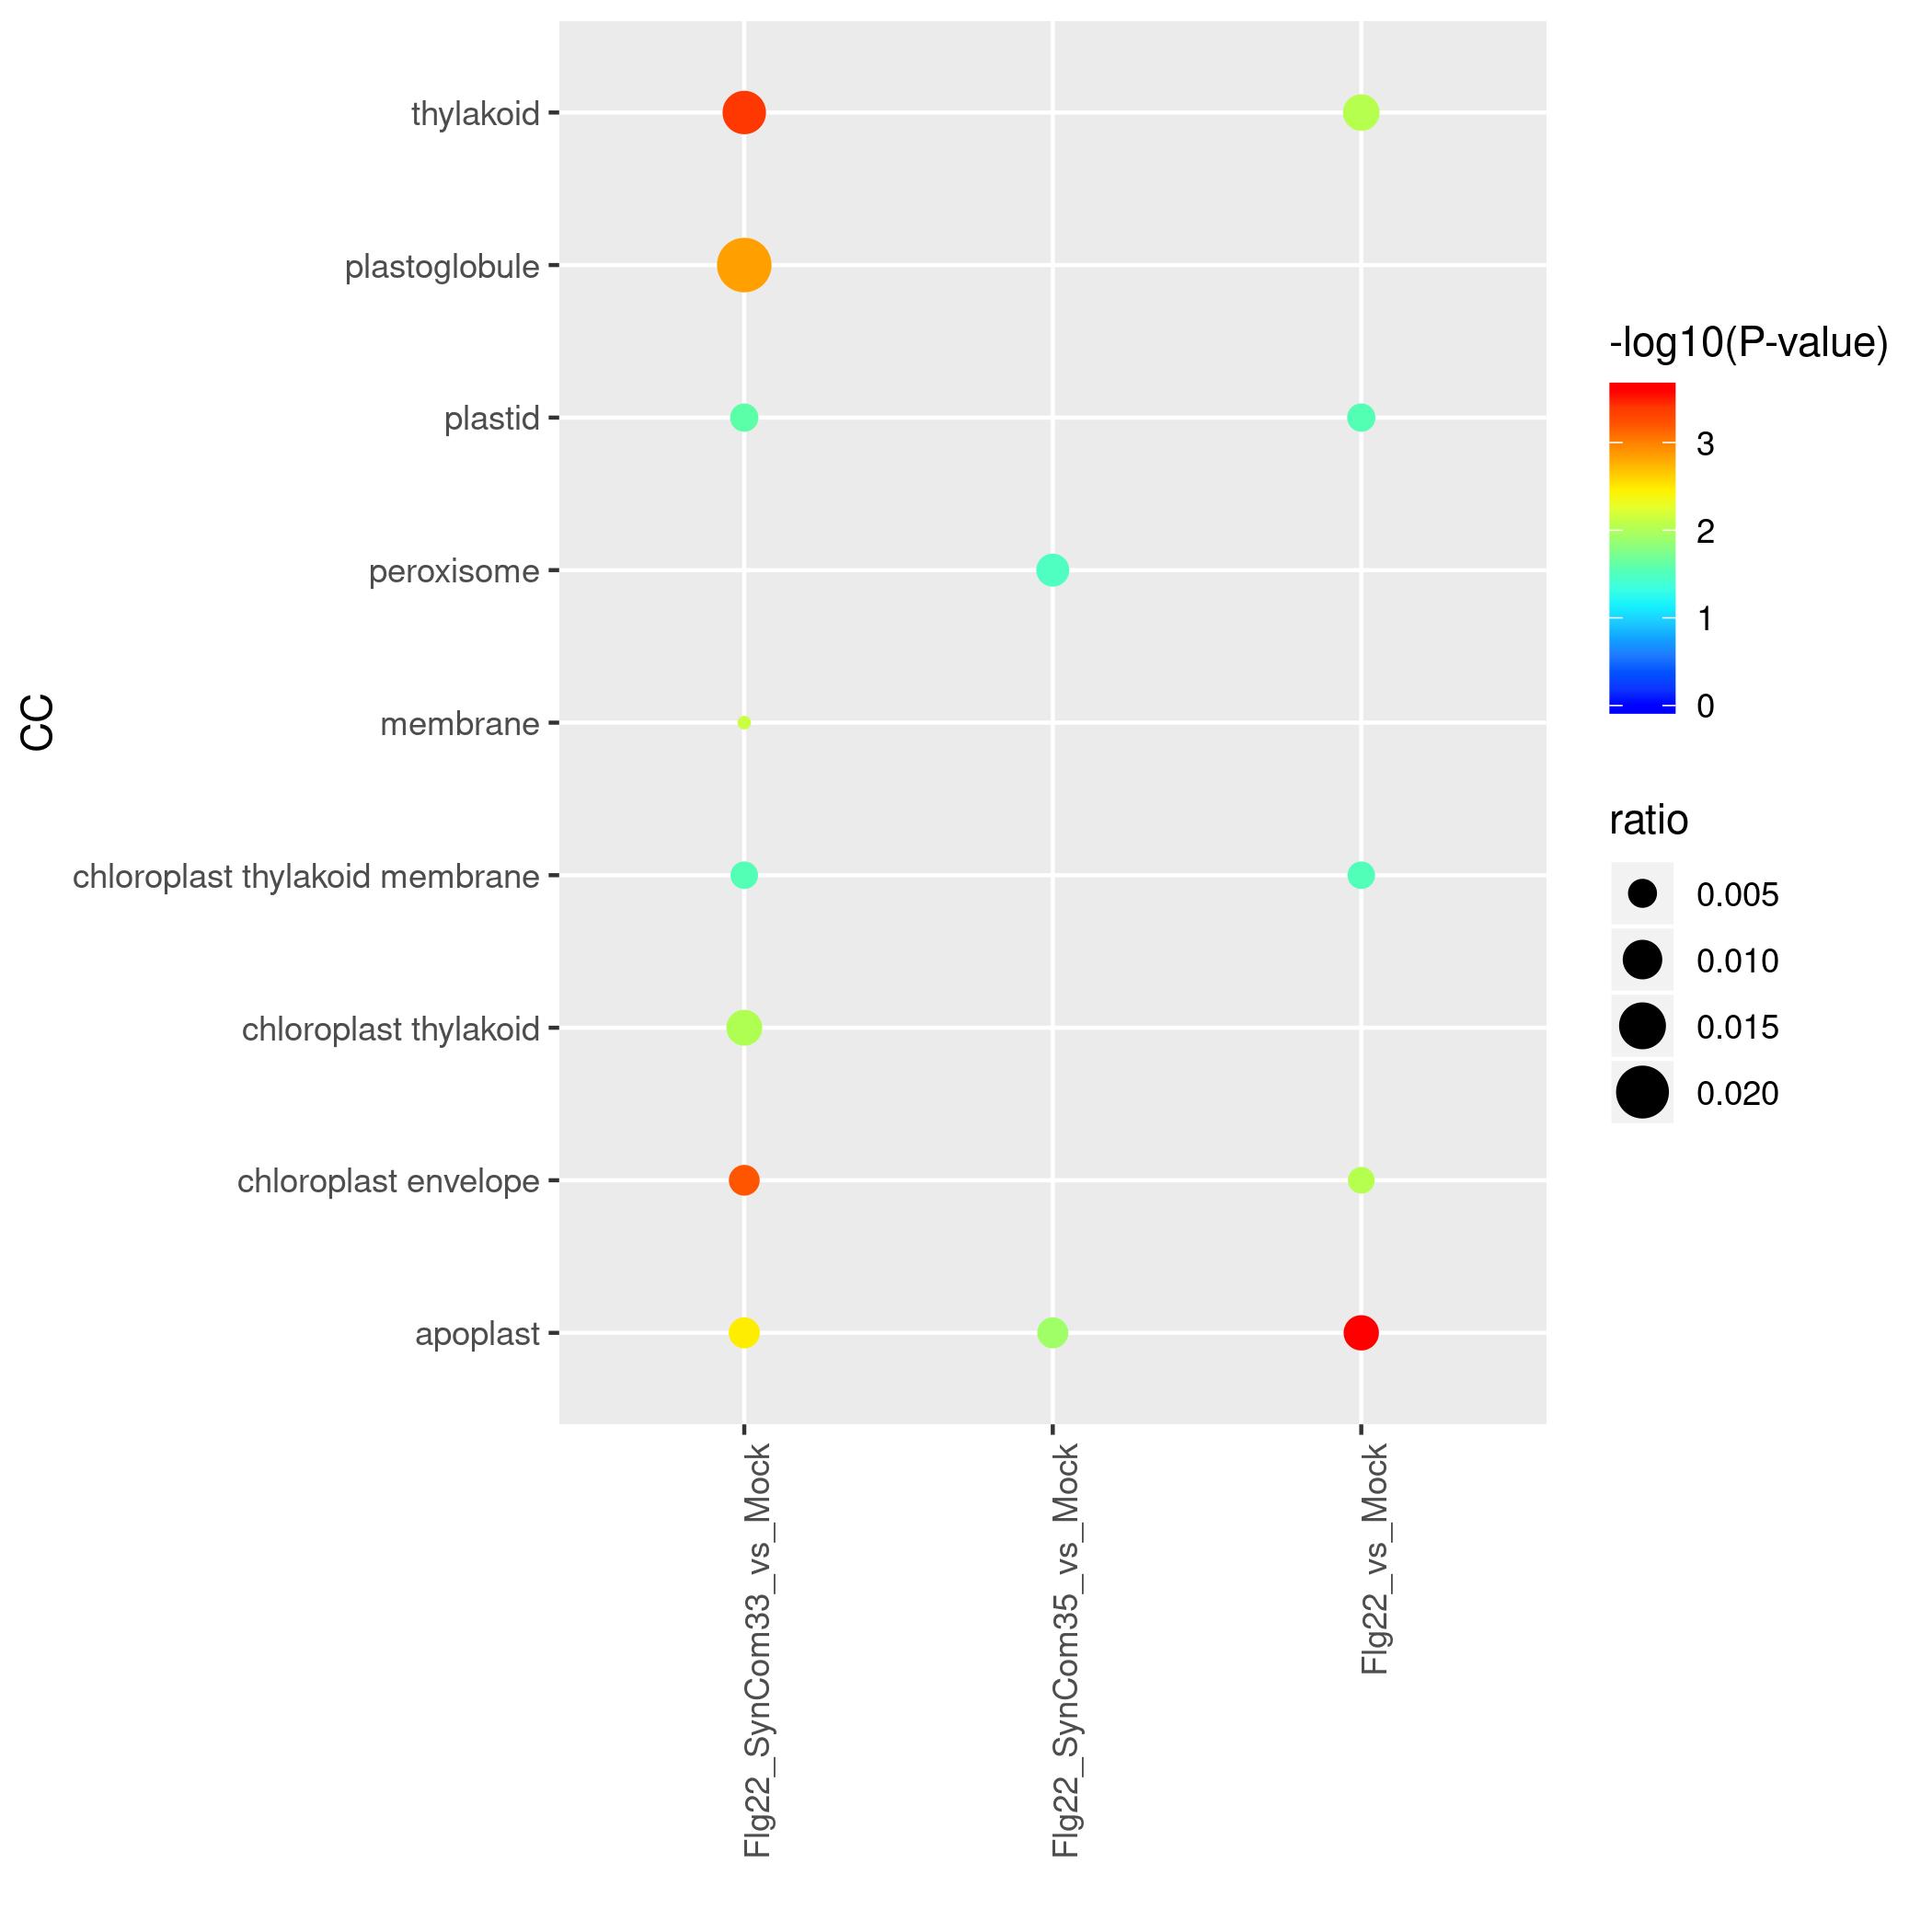 CC
thylakoid
plastoglobule
plastid
peroxisome
membrane
chloroplast thylakoid membrane
chloroplast thylakoid
chloroplast envelope
apoplast
Flg22_SynCom33_vs_Mock
Flg22_SynCom35_vs_Mock
Flg22_vs_Mock
-log10(P-value)
3
2
1
0
ratio
0.005
0.010
0.015
0.020